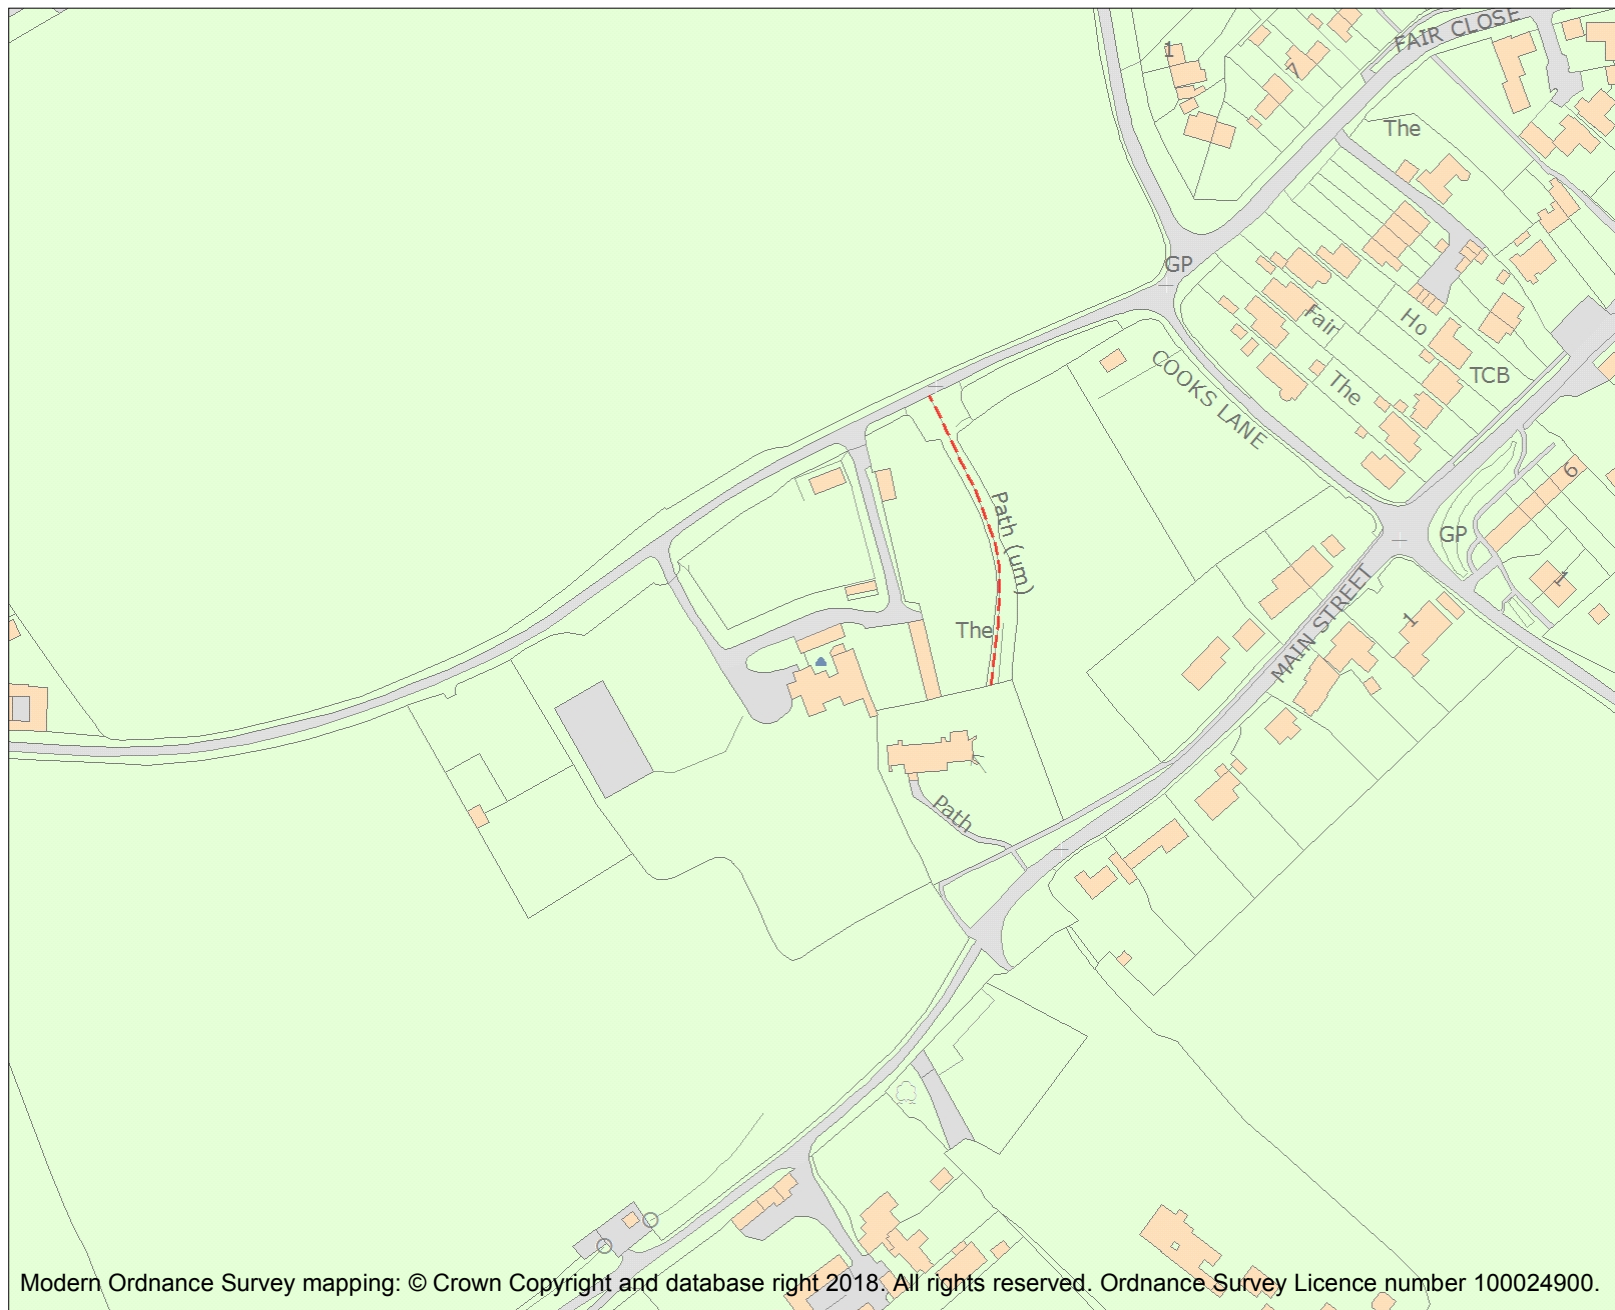 FAIR CLOSE
1
7
The
GP
Fair
Ho
COOKS LANE
The
TCB
6
Path (um)
GP
1
The
MAIN STREET
1
Path
Modern Ordnance Survey mapping: © Crown Copyright and database right 2018. All rights reserved. Ordnance Survey Licence number 100024900.